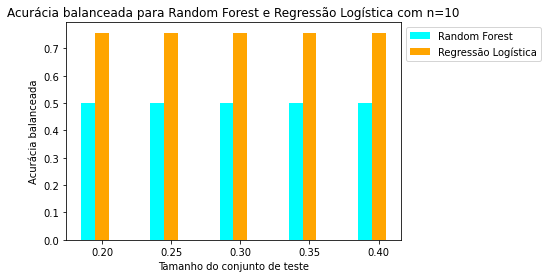 Acurácia balanceada para Random Forest e Regressão Logística com n=10
Random Forest
Regressão Logística
Acurácia balanceada
0.7
0.6
0.5
0.4
0.3
0.2
0.1
0.0
0.20 0.25 0.30 0.35 0.40
Tamanho do conjunto de teste